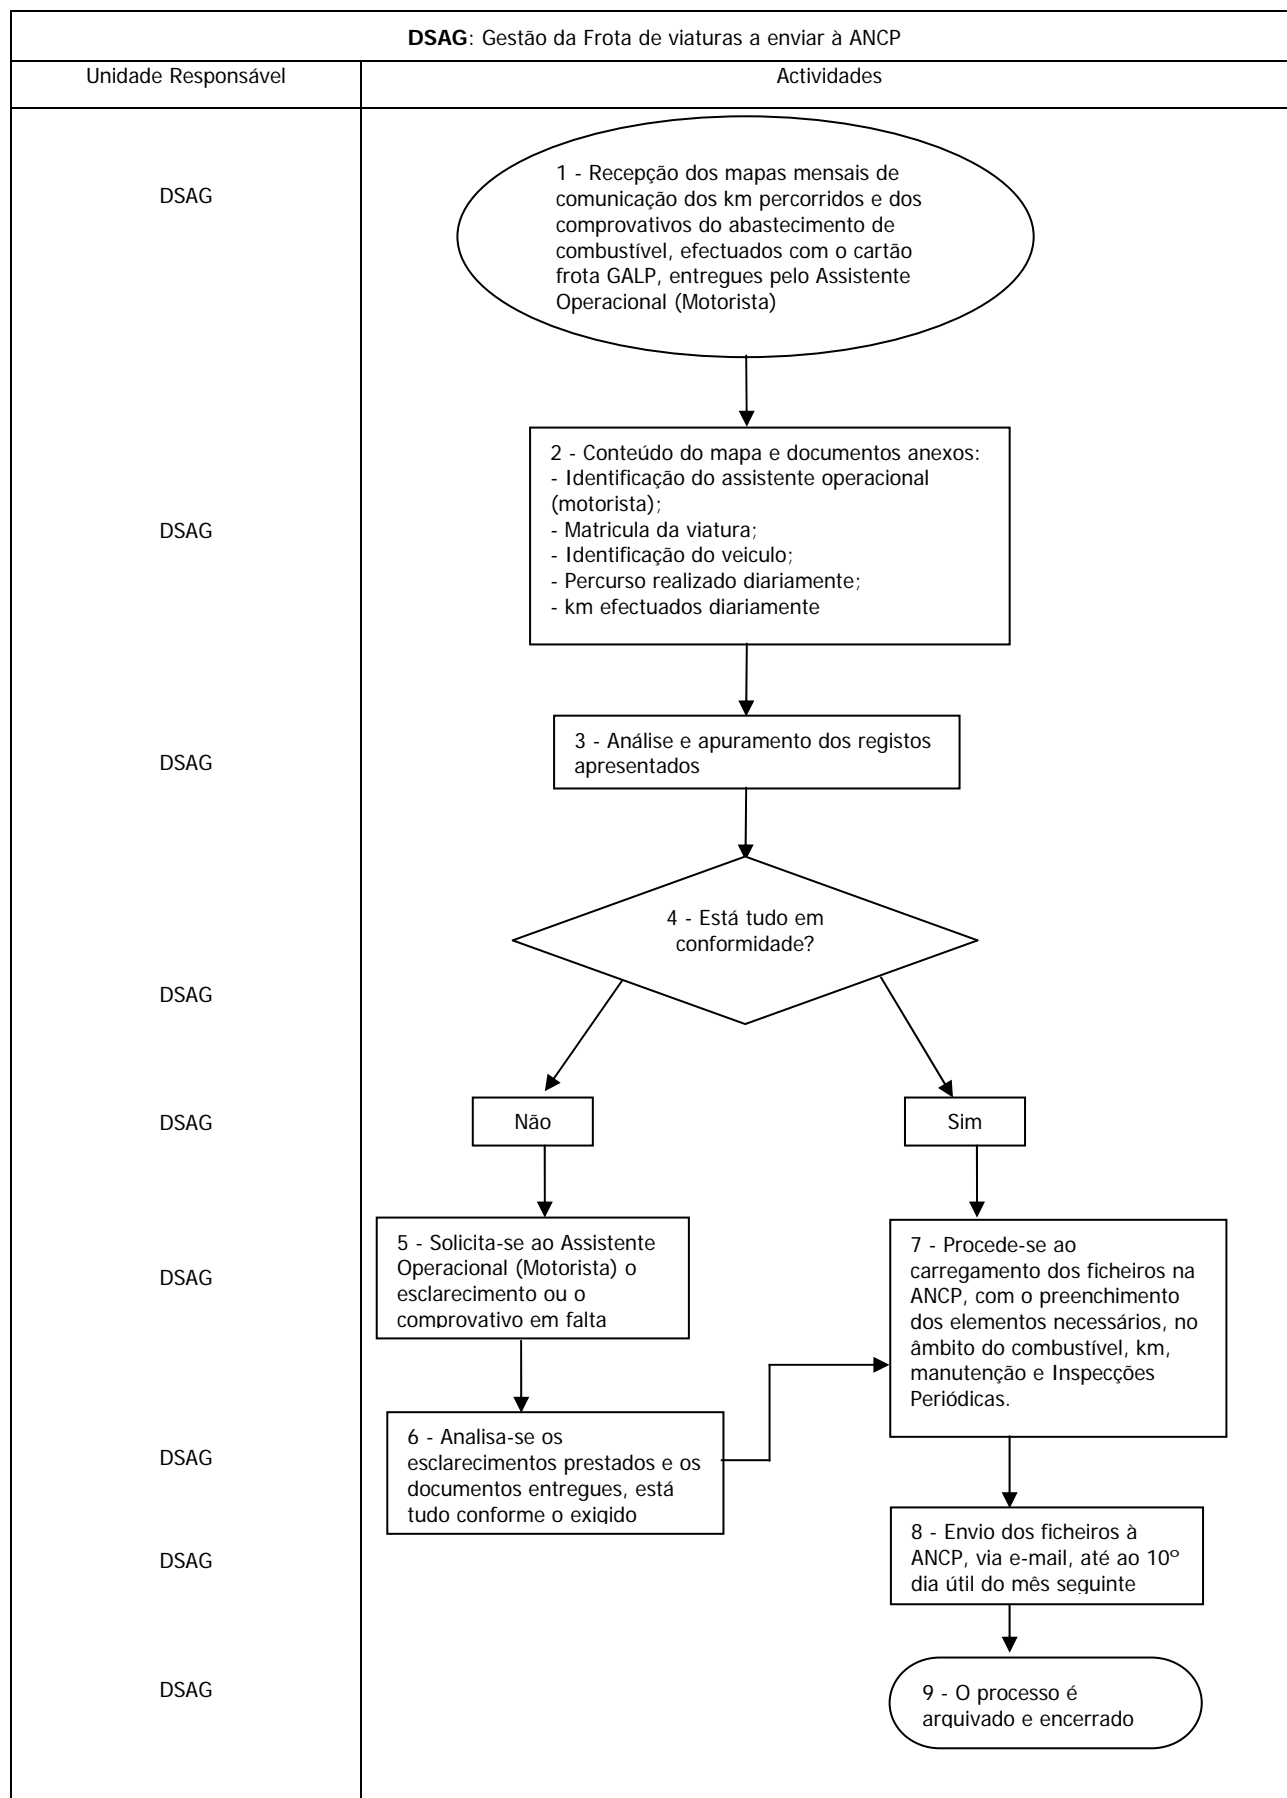 DSAG: Gestão da Frota de viaturas a enviar à ANCP
Unidade Responsável
Actividades
DSAG
1 - Recepção dos mapas mensais de
comunicação dos km percorridos e dos
comprovativos do abastecimento de
combustível, efectuados com o cartão
frota GALP, entregues pelo Assistente
Operacional (Motorista)
DSAG
2 - Conteúdo do mapa e documentos anexos:
- Identificação do assistente operacional
(motorista);
- Matricula da viatura;
- Identificação do veiculo;
- Percurso realizado diariamente;
- km efectuados diariamente
DSAG
3 - Análise e apuramento dos registos
apresentados
DSAG
4 - Está tudo em
conformidade?
DSAG
Não
Sim
DSAG
5 - Solicita-se ao Assistente
Operacional (Motorista) o
esclarecimento ou o
comprovativo em falta
7 - Procede-se ao
carregamento dos ficheiros na
ANCP, com o preenchimento
dos elementos necessários, no
âmbito do combustível, km,
manutenção e Inspecções
Periódicas.
DSAG
6 - Analisa-se os
esclarecimentos prestados e os
documentos entregues, está
tudo conforme o exigido
DSAG
8 - Envio dos ficheiros à
ANCP, via e-mail, até ao 10º
dia útil do mês seguinte
DSAG
9 - O processo é
arquivado e encerrado